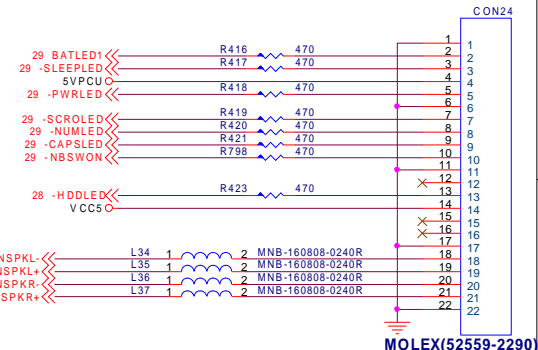 CON24
1 1
29 BATLED1 R416 470 2 2
29 -SLEEPLED R417 470 3 3
5VPCU 4 4
29 -PWRLED R418 470 5 5
6 6
29 -SCROLED R419 470 7 7
29 -NUMLED R420 470 8 8
29 -CAPSLED R421 470 9 9
29 -NBSWON R798 470 10 10
11 11
12 12
28 -HDDLED R423 470 13 13
VCC5 14 14
15 15
16 16
17 17
NSPKL- L34 1 2 MNB-160808-0240R 18 18
NSPKL+ L35 1 2 MNB-160808-0240R 19 19
NSPKR- L36 1 2 MNB-160808-0240R 20 20
SPKR+ L37 1 2 MNB-160808-0240R 21 21
22 22
MOLEX(52559-2290)